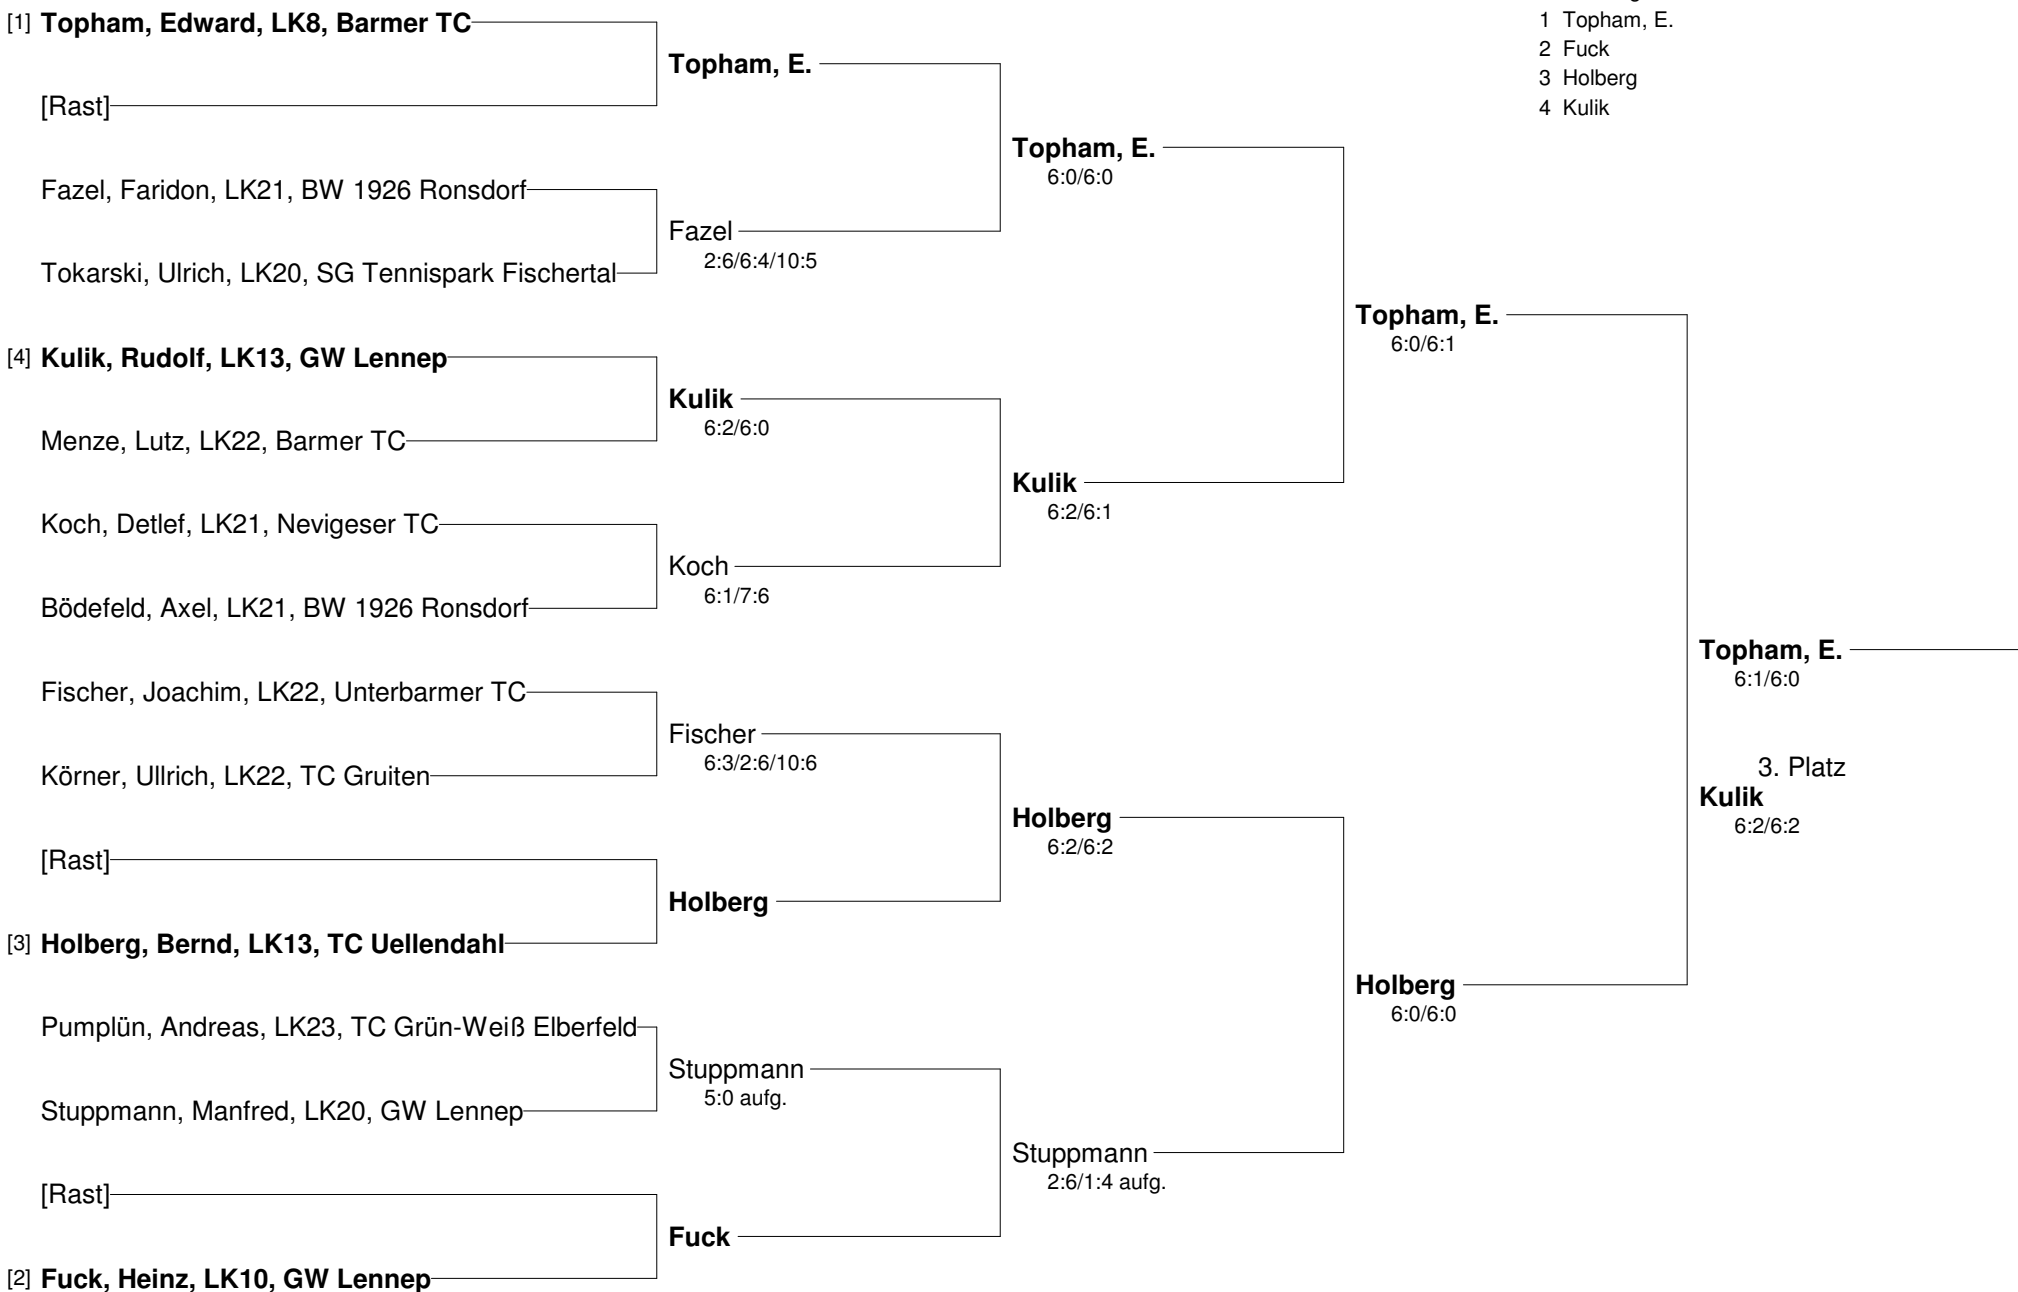 1 Topham, E.
2 Fuck
3 Holberg
4 Kulik
[1] Topham, Edward, LK8, Barmer TC
[Rast]
Fazel, Faridon, LK21, BW 1926 Ronsdorf
Tokarski, Ulrich, LK20, SG Tennispark Fischertal
[4] Kulik, Rudolf, LK13, GW Lennep
Menze, Lutz, LK22, Barmer TC
Koch, Detlef, LK21, Nevigeser TC
Bödefeld, Axel, LK21, BW 1926 Ronsdorf
Fischer, Joachim, LK22, Unterbarmer TC
Körner, Ullrich, LK22, TC Gruiten
[Rast]
[3] Holberg, Bernd, LK13, TC Uellendahl
Pumplün, Andreas, LK23, TC Grün-Weiß Elberfeld
Stuppmann, Manfred, LK20, GW Lennep
[Rast]
[2] Fuck, Heinz, LK10, GW Lennep
Topham, E.
Fazel
2:6/6:4/10:5
Kulik
6:2/6:0
Koch
6:1/7:6
Fischer
6:3/2:6/10:6
Holberg
Stuppmann
5:0 aufg.
Fuck
Topham, E.
6:0/6:0
Kulik
6:2/6:1
Holberg
6:2/6:2
Stuppmann
2:6/1:4 aufg.
Topham, E.
6:0/6:1
Holberg
6:0/6:0
Topham, E.
6:1/6:0
3. Platz
Kulik
6:2/6:2